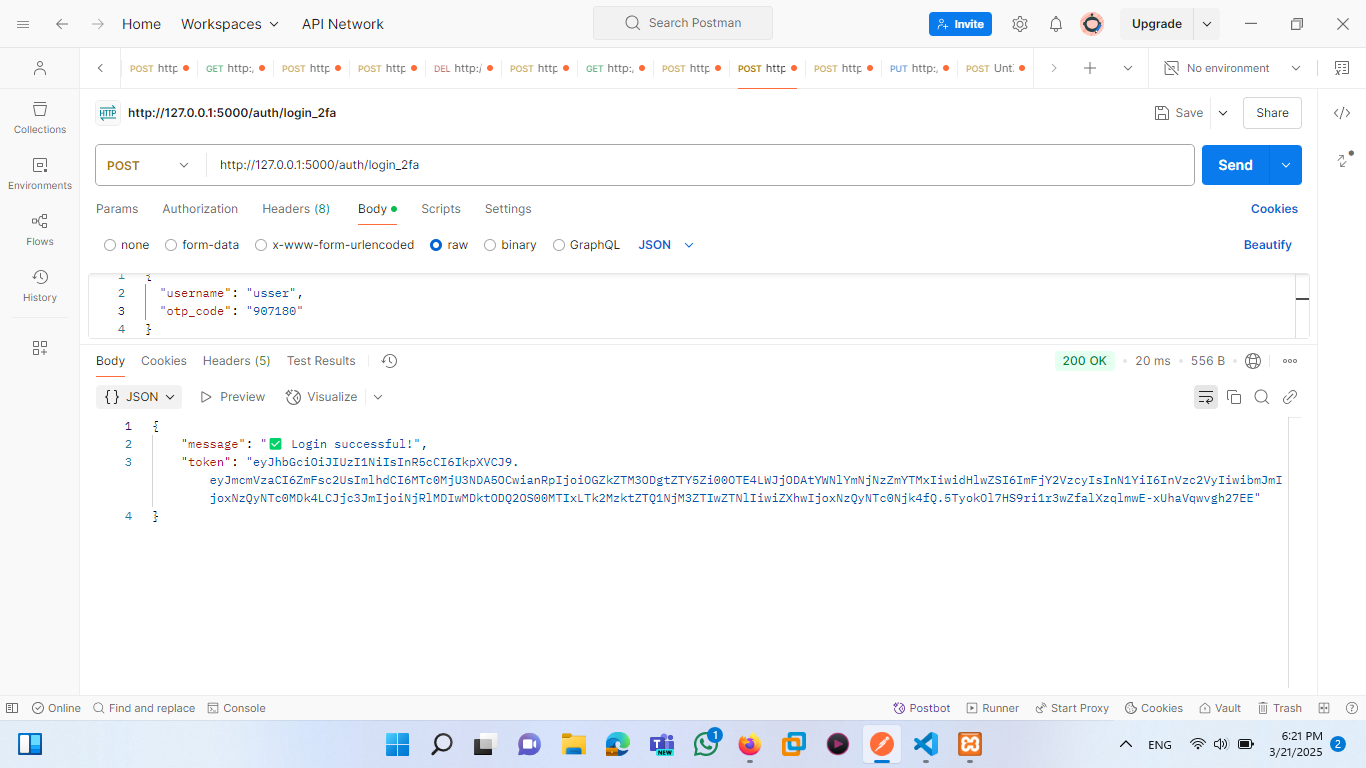 Home Workspaces API Network Search Postman Invite Upgrade
POST http GET http:, POST http POST http DEL http:/ POST http GET http:, POST http POST http POST http PUT http:, POST Unt No environment
HTTP http://127.0.0.1:5000/auth/login_2fa Save Share
Collections
POST http://127.0.0.1:5000/auth/login_2fa Send
Environments
Params Authorization Headers (8) Body Scripts Settings Cookies
Flows
none form-data x-www-form-urlencoded raw binary GraphQL JSON Beautify
History
1 {
2 "username": "usser",
3 "otp_code": "907180"
4 }
Body Cookies Headers (5) Test Results 200 OK 20 ms 556 B
{} JSON Preview Visualize
1 {
2 "message": "✅ Login successful!",
3 "token": "eyJhbGciOiJIUzI1NiIsInR5cCI6IkpXVCJ9.
eyJmcmVzaCI6ZmFsc2UsImlhdCI6MTc0MjU3NDA5OCwianRpIjoiOGZkZTM3ODgtZTY5Zi00OTE4LWJjODAtYWNlYmNjNzZmYTMxIiwidHlwZSI6ImFjY2VzcyIsInN1YiI6InVzc2VyIiwibmJmI
joxNzQyNTc0MDk4LCJjc3JmIjoiNjRlMDIwMDktODQ2OS00MTIxLTk2MzktZTQ1NjM3ZTIwZTNlIiwiZXhwIjoxNzQyNTc0Njk4fQ.5TyokOl7HS9ri1r3wZfalXzqlmwE-xUhaVqwvgh27EE"
4 }
Online Find and replace Console Postbot Runner Start Proxy Cookies Vault Trash
NEW 1 ENG 6:21 PM
3/21/2025 2